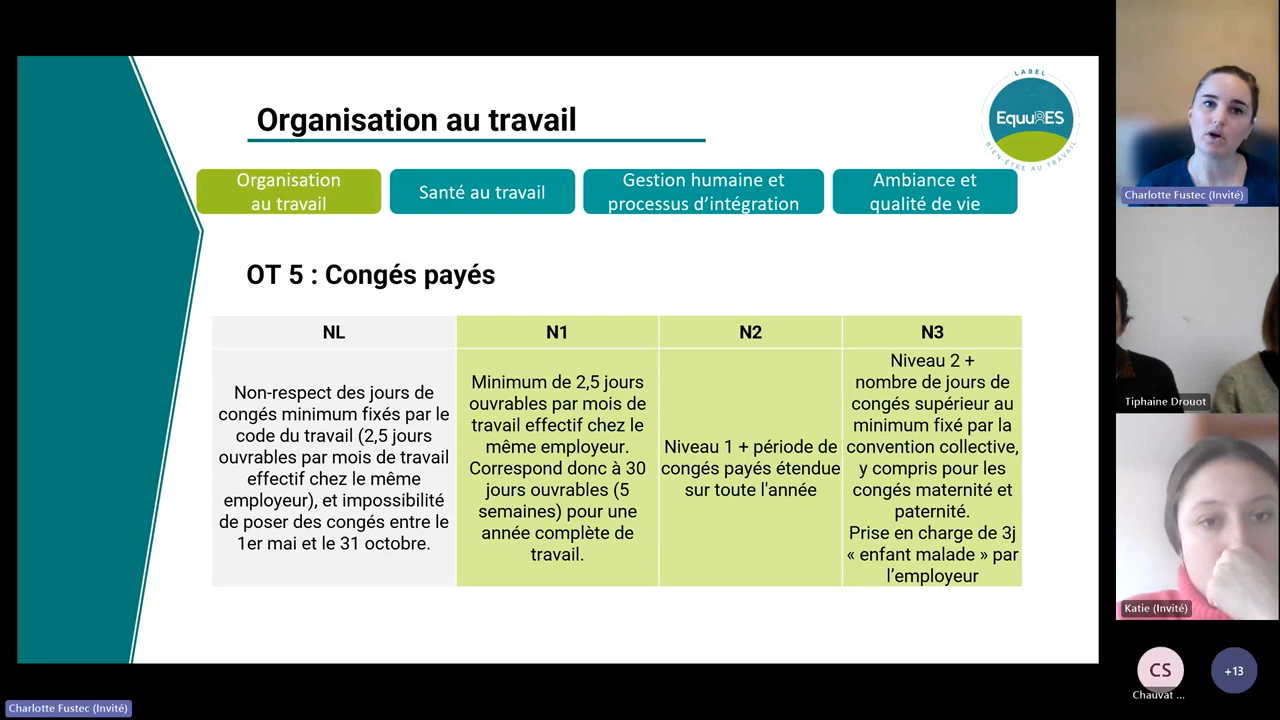 Organisation au travail
LABEL
EquuRES
BIEN-ÊTRE AU TRAVAIL
Organisation
au travail
Santé au travail
Gestion humaine et
processus d'intégration
Ambiance et
qualité de vie
OT 5 : Congés payés
NL
N1
N2
N3
Non-respect des jours de
congés minimum fixés par le
code du travail (2,5 jours
ouvrables par mois de travail
effectif chez le même
employeur), et impossibilité
de poser des congés entre le
1er mai et le 31 octobre.
Minimum de 2,5 jours
ouvrables par mois de
travail effectif chez le
même employeur.
Correspond donc à 30
jours ouvrables (5
semaines) pour une
année complète de
travail.
Niveau 1 + période de
congés payés étendue
sur toute l'année
Niveau 2 +
nombre de jours de
congés supérieur au
minimum fixé par la
convention collective,
y compris pour les
congés maternité et
paternité.
Prise en charge de 3j
« enfant malade » par
l'employeur
Charlotte Fustec (Invité)
Tiphaine Drouot
Katie (Invité)
CS
Chauvat ...
+13
Charlotte Fustec (Invité)